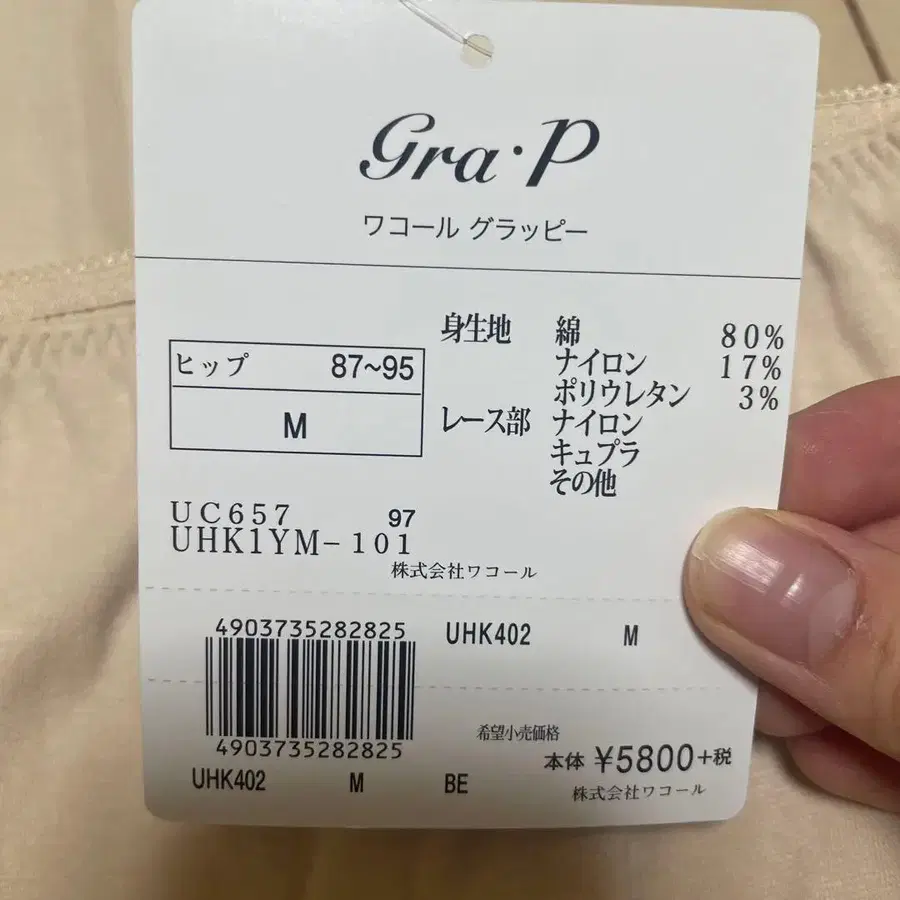 Gra・P
ワコール グラッピー
ヒップ 87~95
M
身生地 綿 80%
ナイロン 17%
ポリウレタン 3%
レース部 ナイロン
キュプラ
その他
UC657 97
UHK1YM-101
株式会社ワコール
4903735282825 UHK402 M
4903735282825
UHK402 M BE
希望小売価格
本体 ¥5800+税
株式会社ワコール